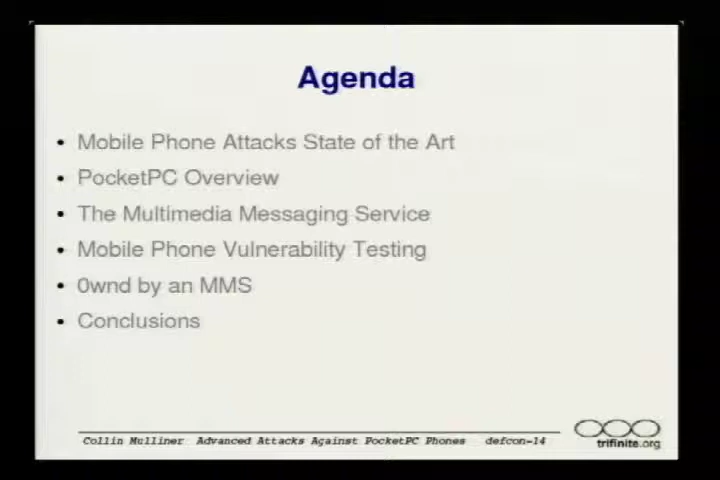 Agenda
• Mobile Phone Attacks State of the Art
• PocketPC Overview
• The Multimedia Messaging Service
• Mobile Phone Vulnerability Testing
• 0wnd by an MMS
• Conclusions
Collin Mulliner Advanced Attacks Against PocketPC Phones defcon-14
trifinite.org